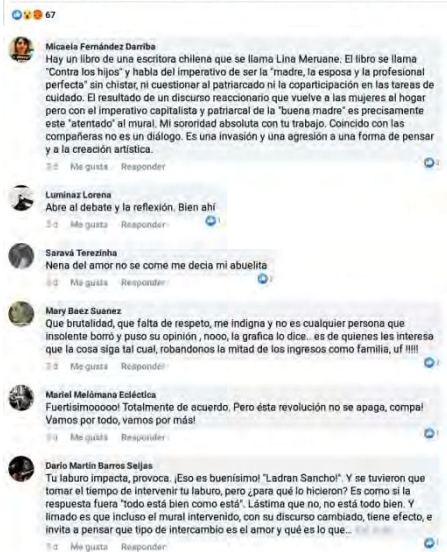 67
Micaela Fernández Darriba
Hay un libro de una escritora chilena que se llama Lina Meruane. El libro se llama
"Contra los hijos" y habla del imperativo de ser la "madre, la esposa y la profesional
perfecta" sin chistar, ni cuestionar al patriarcado ni la coparticipación en las tareas de
cuidado. El resultado de un discurso reaccionario que vuelve a las mujeres al hogar
pero con el imperativo capitalista y patriarcal de la "buena madre" es precisamente
este "atentado" al mural. Mi sororidad absoluta con tu trabajo. Coincido con las
compañeras no es un diálogo. Es una invasión y una agresión a una forma de pensar
y a la creación artística.
Me gusta Responder
Luminaz Lorena
Abre al debate y la reflexión. Bien ahí
Me gusta Responder
Saravá Terezinha
Nena del amor no se come me decia mi abuelita
Me gusta Responder
Mary Baez Suanez
Que brutalidad, que falta de respeto, me indigna y no es cualquier persona que
insolente borró y puso su opinión , nooo, la grafica lo dice.. es de quienes les interesa
que la cosa siga tal cual, robandonos la mitad de los ingresos como familia, uf !!!!!
Me gusta Responder
Mariel Melómana Ecléctica
Fuertisimooooo! Totalmente de acuerdo. Pero ésta revolución no se apaga, compa!
Vamos por todo, vamos por más!
Me gusta Responder
Darío Martín Barros Seijas
Tu laburo impacta, provoca. ¡Eso es buenísimo! "Ladran Sancho!". Y se tuvieron que
tomar el tiempo de intervenir tu laburo, pero ¿para qué lo hicieron? Es como si la
respuesta fuera "todo está bien como está". Lástima que no, no está todo bien. Y
limado es que incluso el mural intervenido, con su discurso cambiado, tiene efecto, e
invita a pensar que tipo de intercambio es el amor y qué es lo que...
Me gusta Responder